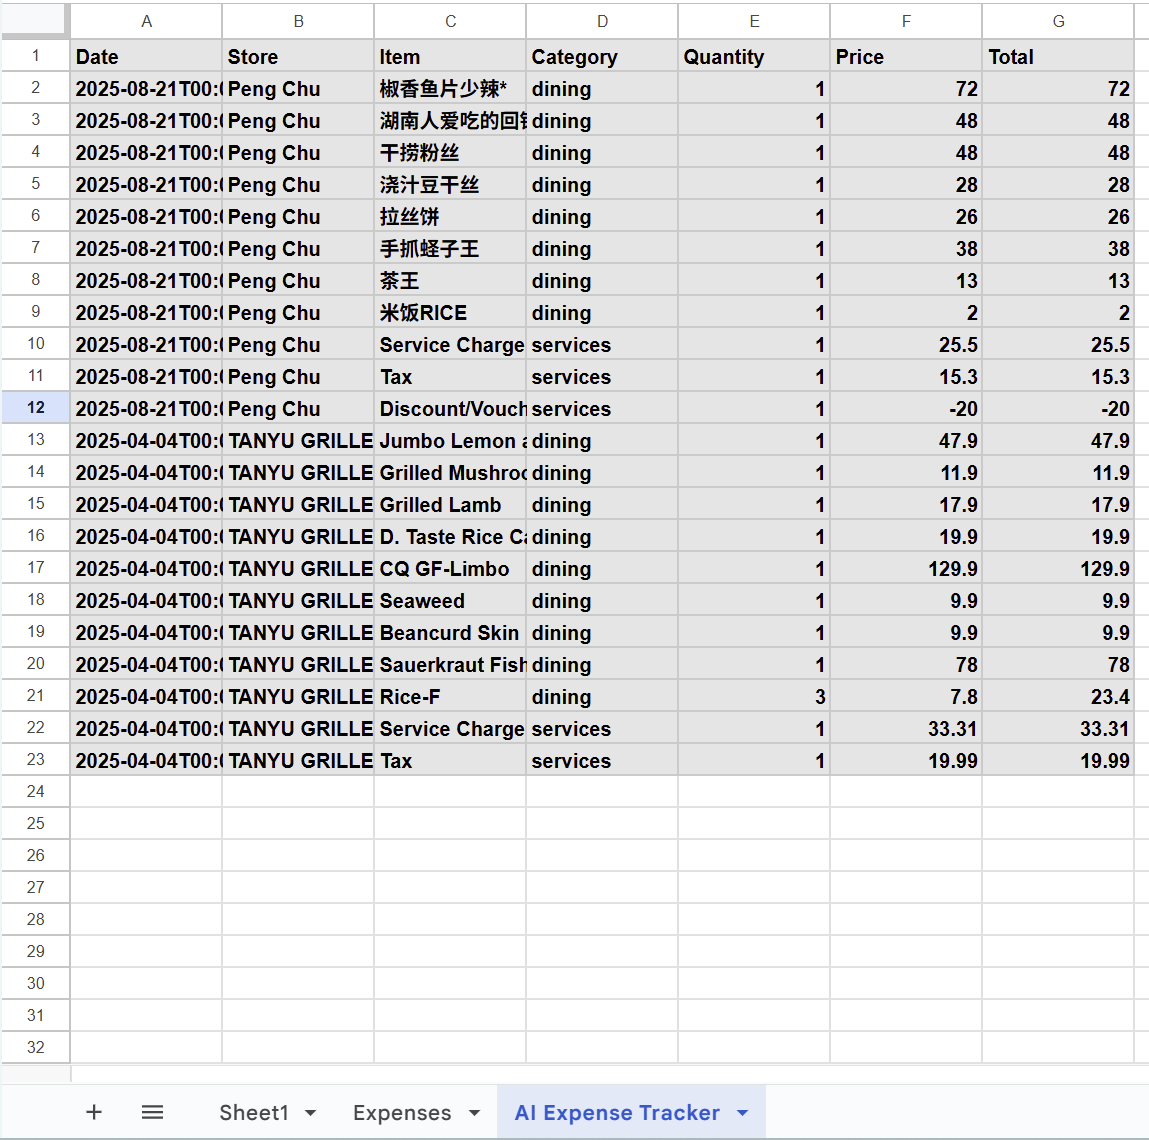 A B C D E F G
1 Date Store Item Category Quantity Price Total
2 2025-08-21T00: Peng Chu 椒香鱼片少辣* dining 1 72 72
3 2025-08-21T00: Peng Chu 湖南人爱吃的回锅 dining 1 48 48
4 2025-08-21T00: Peng Chu 干捞粉丝 dining 1 48 48
5 2025-08-21T00: Peng Chu 浇汁豆干丝 dining 1 28 28
6 2025-08-21T00: Peng Chu 拉丝饼 dining 1 26 26
7 2025-08-21T00: Peng Chu 手抓蛏子王 dining 1 38 38
8 2025-08-21T00: Peng Chu 茶王 dining 1 13 13
9 2025-08-21T00: Peng Chu 米饭RICE dining 1 2 2
10 2025-08-21T00: Peng Chu Service Charge services 1 25.5 25.5
11 2025-08-21T00: Peng Chu Tax services 1 15.3 15.3
12 2025-08-21T00: Peng Chu Discount/Vouch services 1 -20 -20
13 2025-04-04T00: TANYU GRILLE Jumbo Lemon dining 1 47.9 47.9
14 2025-04-04T00: TANYU GRILLE Grilled Mushroo dining 1 11.9 11.9
15 2025-04-04T00: TANYU GRILLE Grilled Lamb dining 1 17.9 17.9
16 2025-04-04T00: TANYU GRILLE D. Taste Rice Ca dining 1 19.9 19.9
17 2025-04-04T00: TANYU GRILLE CQ GF-Limbo dining 1 129.9 129.9
18 2025-04-04T00: TANYU GRILLE Seaweed dining 1 9.9 9.9
19 2025-04-04T00: TANYU GRILLE Beancurd Skin dining 1 9.9 9.9
20 2025-04-04T00: TANYU GRILLE Sauerkraut Fish dining 1 78 78
21 2025-04-04T00: TANYU GRILLE Rice-F dining 3 7.8 23.4
22 2025-04-04T00: TANYU GRILLE Service Charge services 1 33.31 33.31
23 2025-04-04T00: TANYU GRILLE Tax services 1 19.99 19.99
24
25
26
27
28
29
30
31
32
Sheet1 Expenses AI Expense Tracker